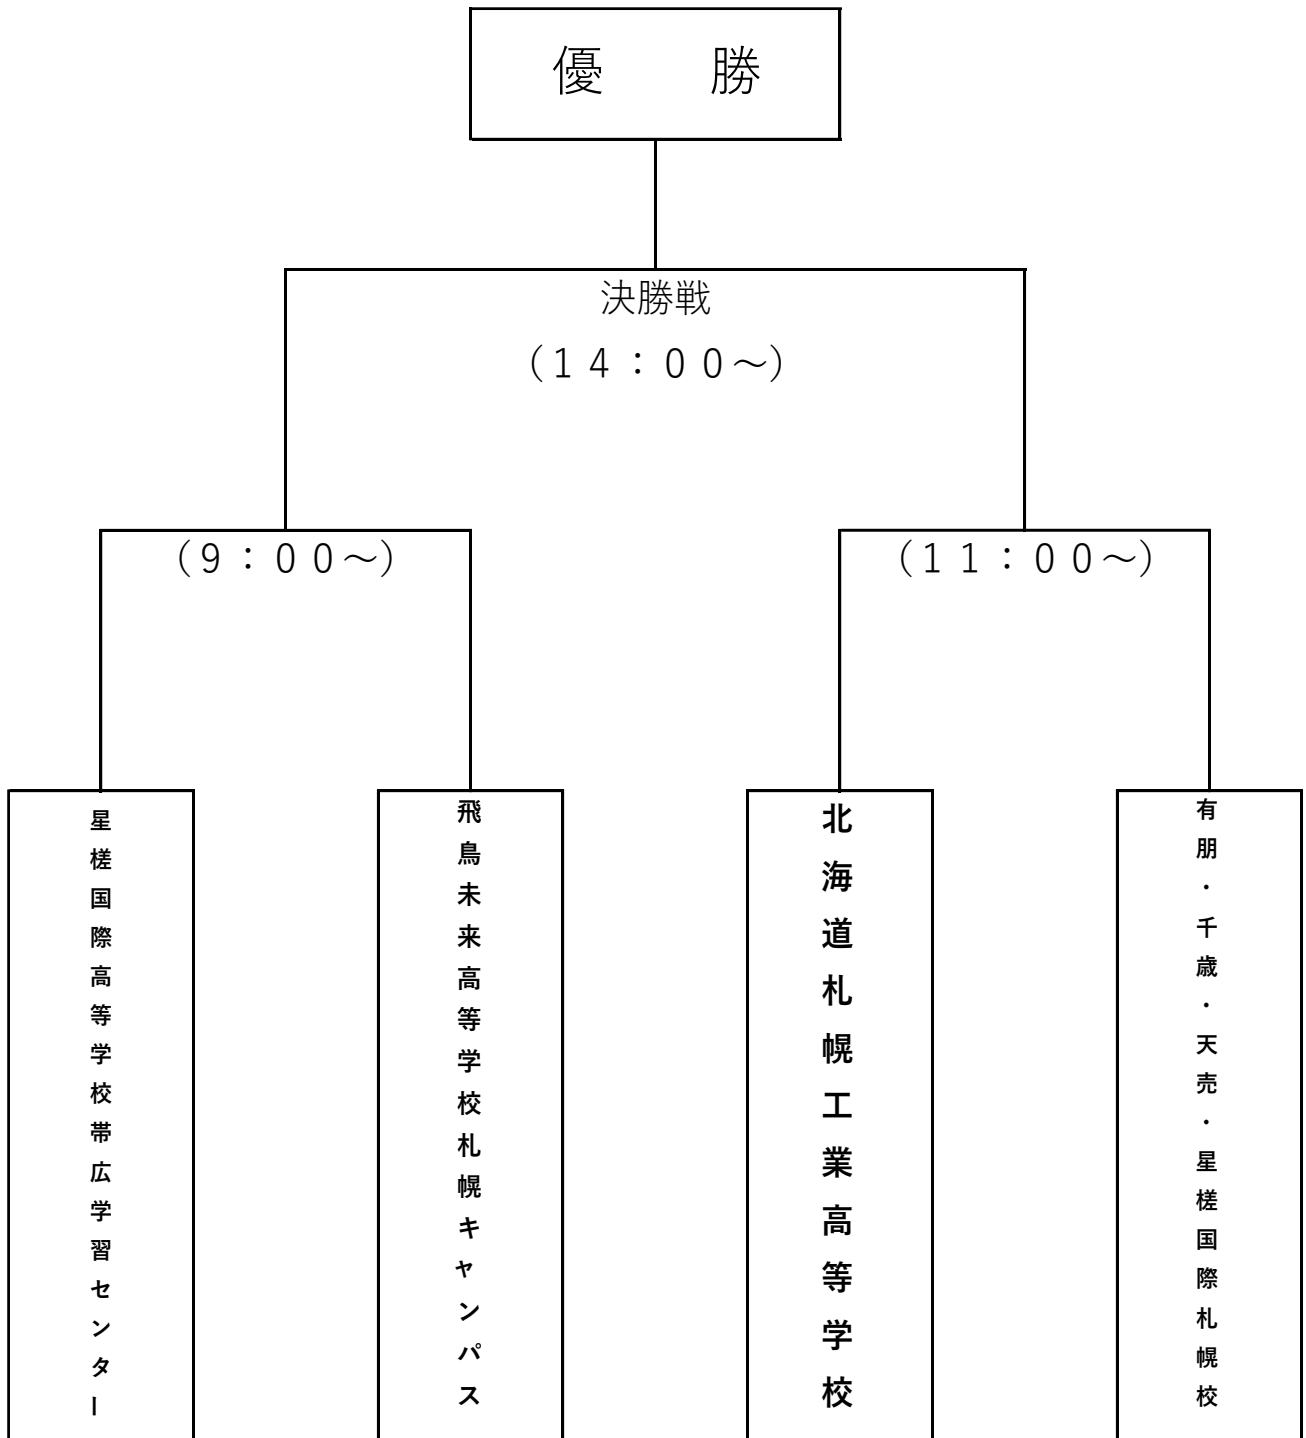 優　勝
決勝戦
（１４：００～）
（９：００～）
（１１：００～）
星槎国際高等学校帯広学習センター
飛鳥未来高等学校札幌キャンパス
北海道札幌工業高等学校
有朋・千歳・天売・星槎国際札幌校